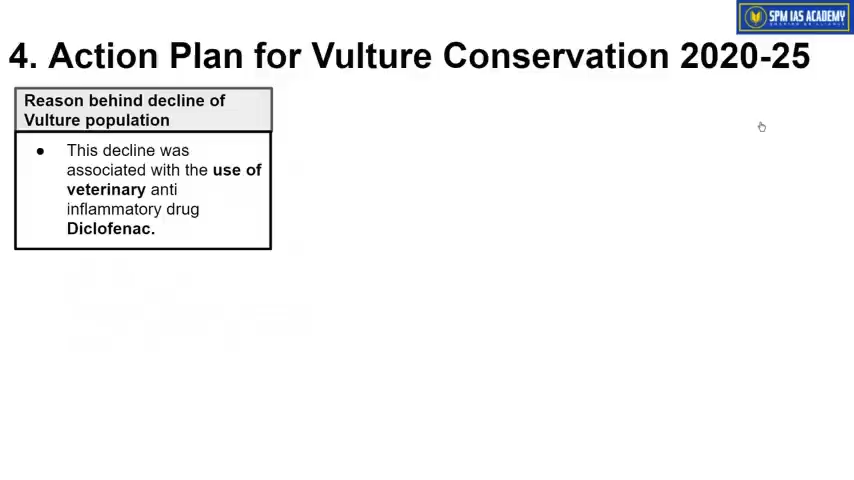 SPM IAS ACADEMY
4. Action Plan for Vulture Conservation 2020-25
Reason behind decline of
Vulture population
● This decline was
associated with the use of
veterinary anti
inflammatory drug
Diclofenac.